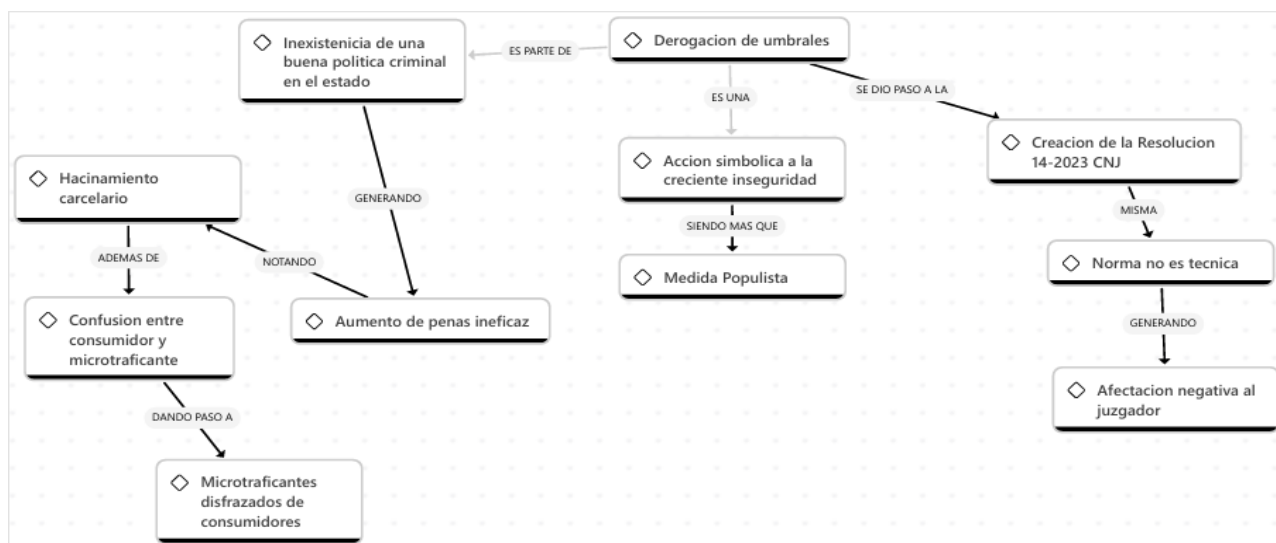 Inexistenicia de una
buena politica criminal
en el estado
ES PARTE DE
Derogacion de umbrales
ES UNA
SE DIO PASO A LA
Accion simbolica a la
creciente inseguridad
Creacion de la Resolucion
14-2023 CNJ
Hacinamiento
carcelario
GENERANDO
SIENDO MAS QUE
MISMA
ADEMAS DE
NOTANDO
Medida Populista
Norma no es tecnica
Confusion entre
consumidor y
microtraficante
Aumento de penas ineficaz
GENERANDO
Afectacion negativa al
juzgador
DANDO PASO A
Microtraficantes
disfrazados de
consumidores